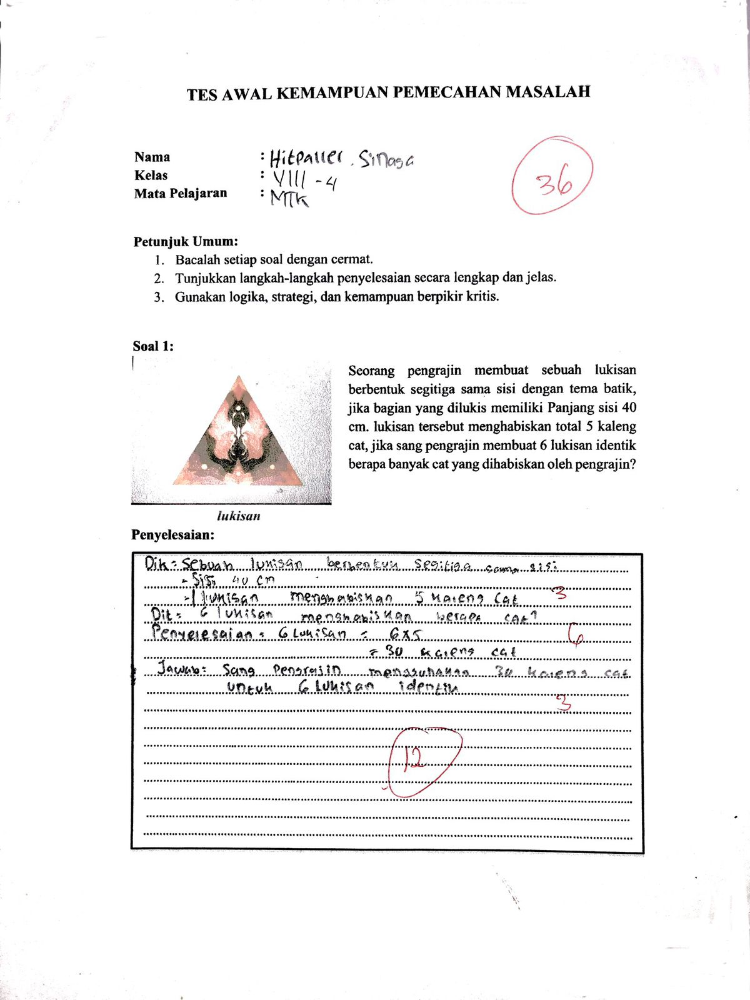 TES AWAL KEMAMPUAN PEMECAHAN MASALAH
Nama : Hitpaller . Sinaga
Kelas : VIII - 4
Mata Pelajaran : MTK
36
Petunjuk Umum:
1. Bacalah setiap soal dengan cermat.
2. Tunjukkan langkah-langkah penyelesaian secara lengkap dan jelas.
3. Gunakan logika, strategi, dan kemampuan berpikir kritis.
Soal 1:
Seorang pengrajin membuat sebuah lukisan
berbentuk segitiga sama sisi dengan tema batik,
jika bagian yang dilukis memiliki Panjang sisi 40
cm. lukisan tersebut menghabiskan total 5 kaleng
cat, jika sang pengrajin membuat 6 lukisan identik
berapa banyak cat yang dihabiskan oleh pengrajin?
lukisan
Penyelesaian:
Dik = Sebuah lukisan berbentuk segitiga sama sisi
= Sisi 40 cm
= 1 lukisan menghabiskan 5 kaleng Cat 3
Dit = 6 lukisan menghabiskan berapa cat?
Penyelesaian = 6 Lukisan = 6x5 6
= 30 kaleng cat
Jawab = Sang Pengrajin menggunakan 30 kaleng cat
untuk 6 Lukisan identik
3
12